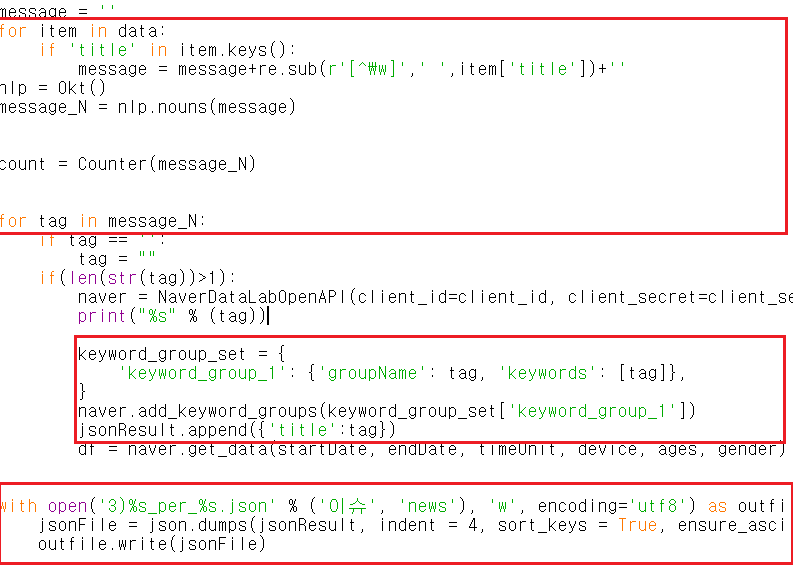 message = ''
for item in data:
    if 'title' in item.keys():
        message = message+re.sub(r'[^₩w]',' ',item['title'])+''
nlp = Okt()
message_N = nlp.nouns(message)
count = Counter(message_N)
for tag in message_N:
    if tag == '':
        tag = ""
    if(len(str(tag))>1):
        naver = NaverDataLabOpenAPI(client_id=client_id, client_secret=client_se
        print("%s" % (tag))
        keyword_group_set = {
            'keyword_group_1': {'groupName': tag, 'keywords': [tag]},
        }
        naver.add_keyword_groups(keyword_group_set['keyword_group_1'])
        jsonResult.append({'title':tag})
        df = naver.get_data(startDate, endDate, timeUnit, device, ages, gender)
with open('3)%s_per_%s.json' % ('이슈', 'news'), 'w', encoding='utf8') as outfi
    jsonFile = json.dumps(jsonResult, indent = 4, sort_keys = True, ensure_asci
    outfile.write(jsonFile)